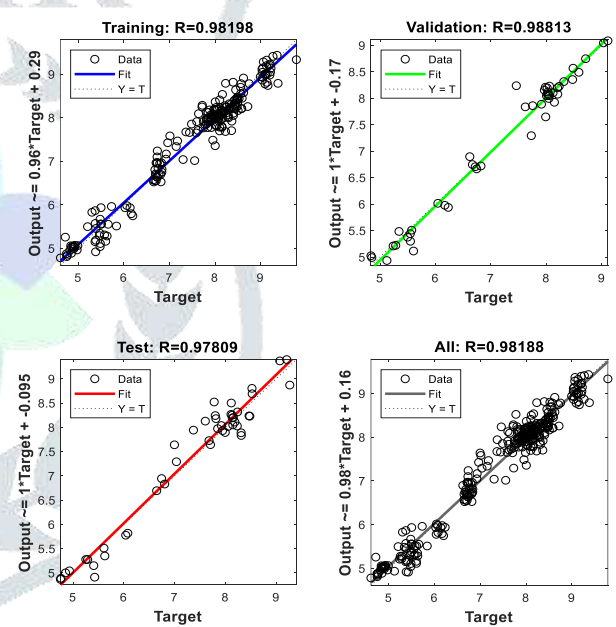 Training: R=0.98198
Output ~= 0.96*Target + 0.29
Data
Fit
Y = T
9
8
7
6
5
5 6 7 8 9
Target
Validation: R=0.98813
Output ~= 1*Target + -0.17
Data
Fit
Y = T
9
8.5
8
7.5
7
6.5
6
5.5
5
5 6 7 8 9
Target
Test: R=0.97809
Output ~= 1*Target + -0.095
Data
Fit
Y = T
9
8.5
8
7.5
7
6.5
6
5.5
5
5 6 7 8 9
Target
All: R=0.98188
Output ~= 0.98*Target + 0.16
Data
Fit
Y = T
9
8
7
6
5
5 6 7 8 9
Target